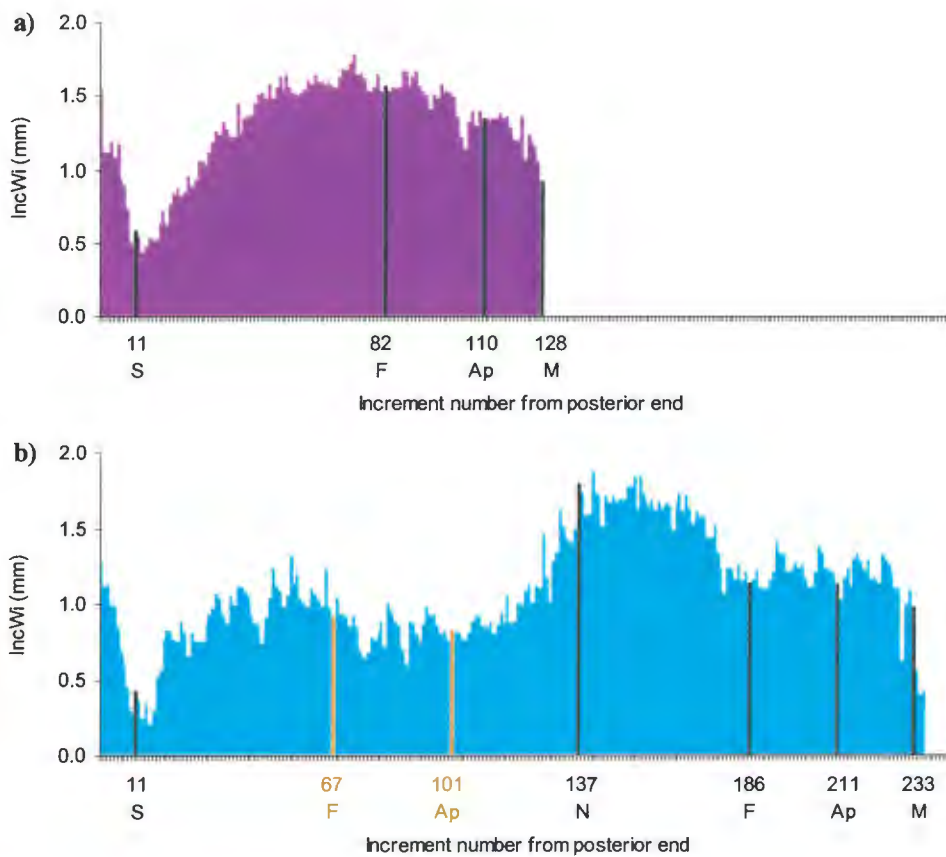 a)
2.0
1.5
1.0
0.5
0.0
IncWi (mm)
11 82 110 128
S F Ap M
Increment number from posterior end
b)
2.0
1.5
1.0
0.5
0.0
IncWi (mm)
11 67 101 137 186 211 233
S F Ap N F Ap M
Increment number from posterior end